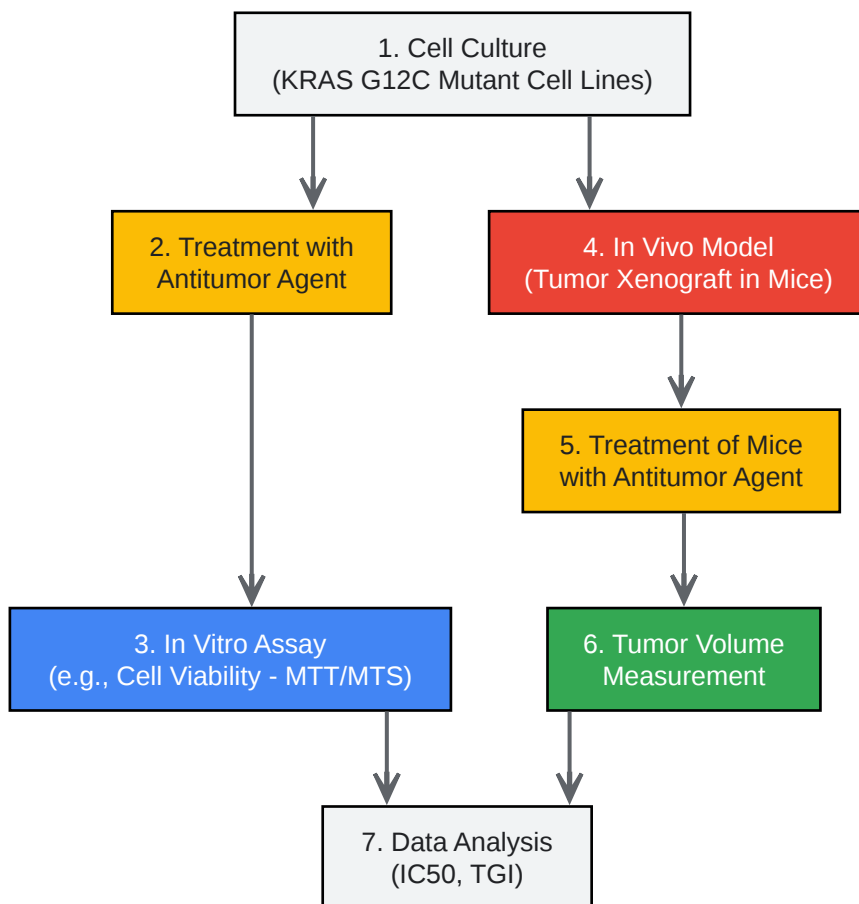 1. Cell Culture
(KRAS G12C Mutant Cell Lines)
2. Treatment with
Antitumor Agent
4. In Vivo Model
(Tumor Xenograft in Mice)
5. Treatment of Mice
with Antitumor Agent
3. In Vitro Assay
(e.g., Cell Viability - MTT/MTS)
6. Tumor Volume
Measurement
7. Data Analysis
(IC50, TGI)